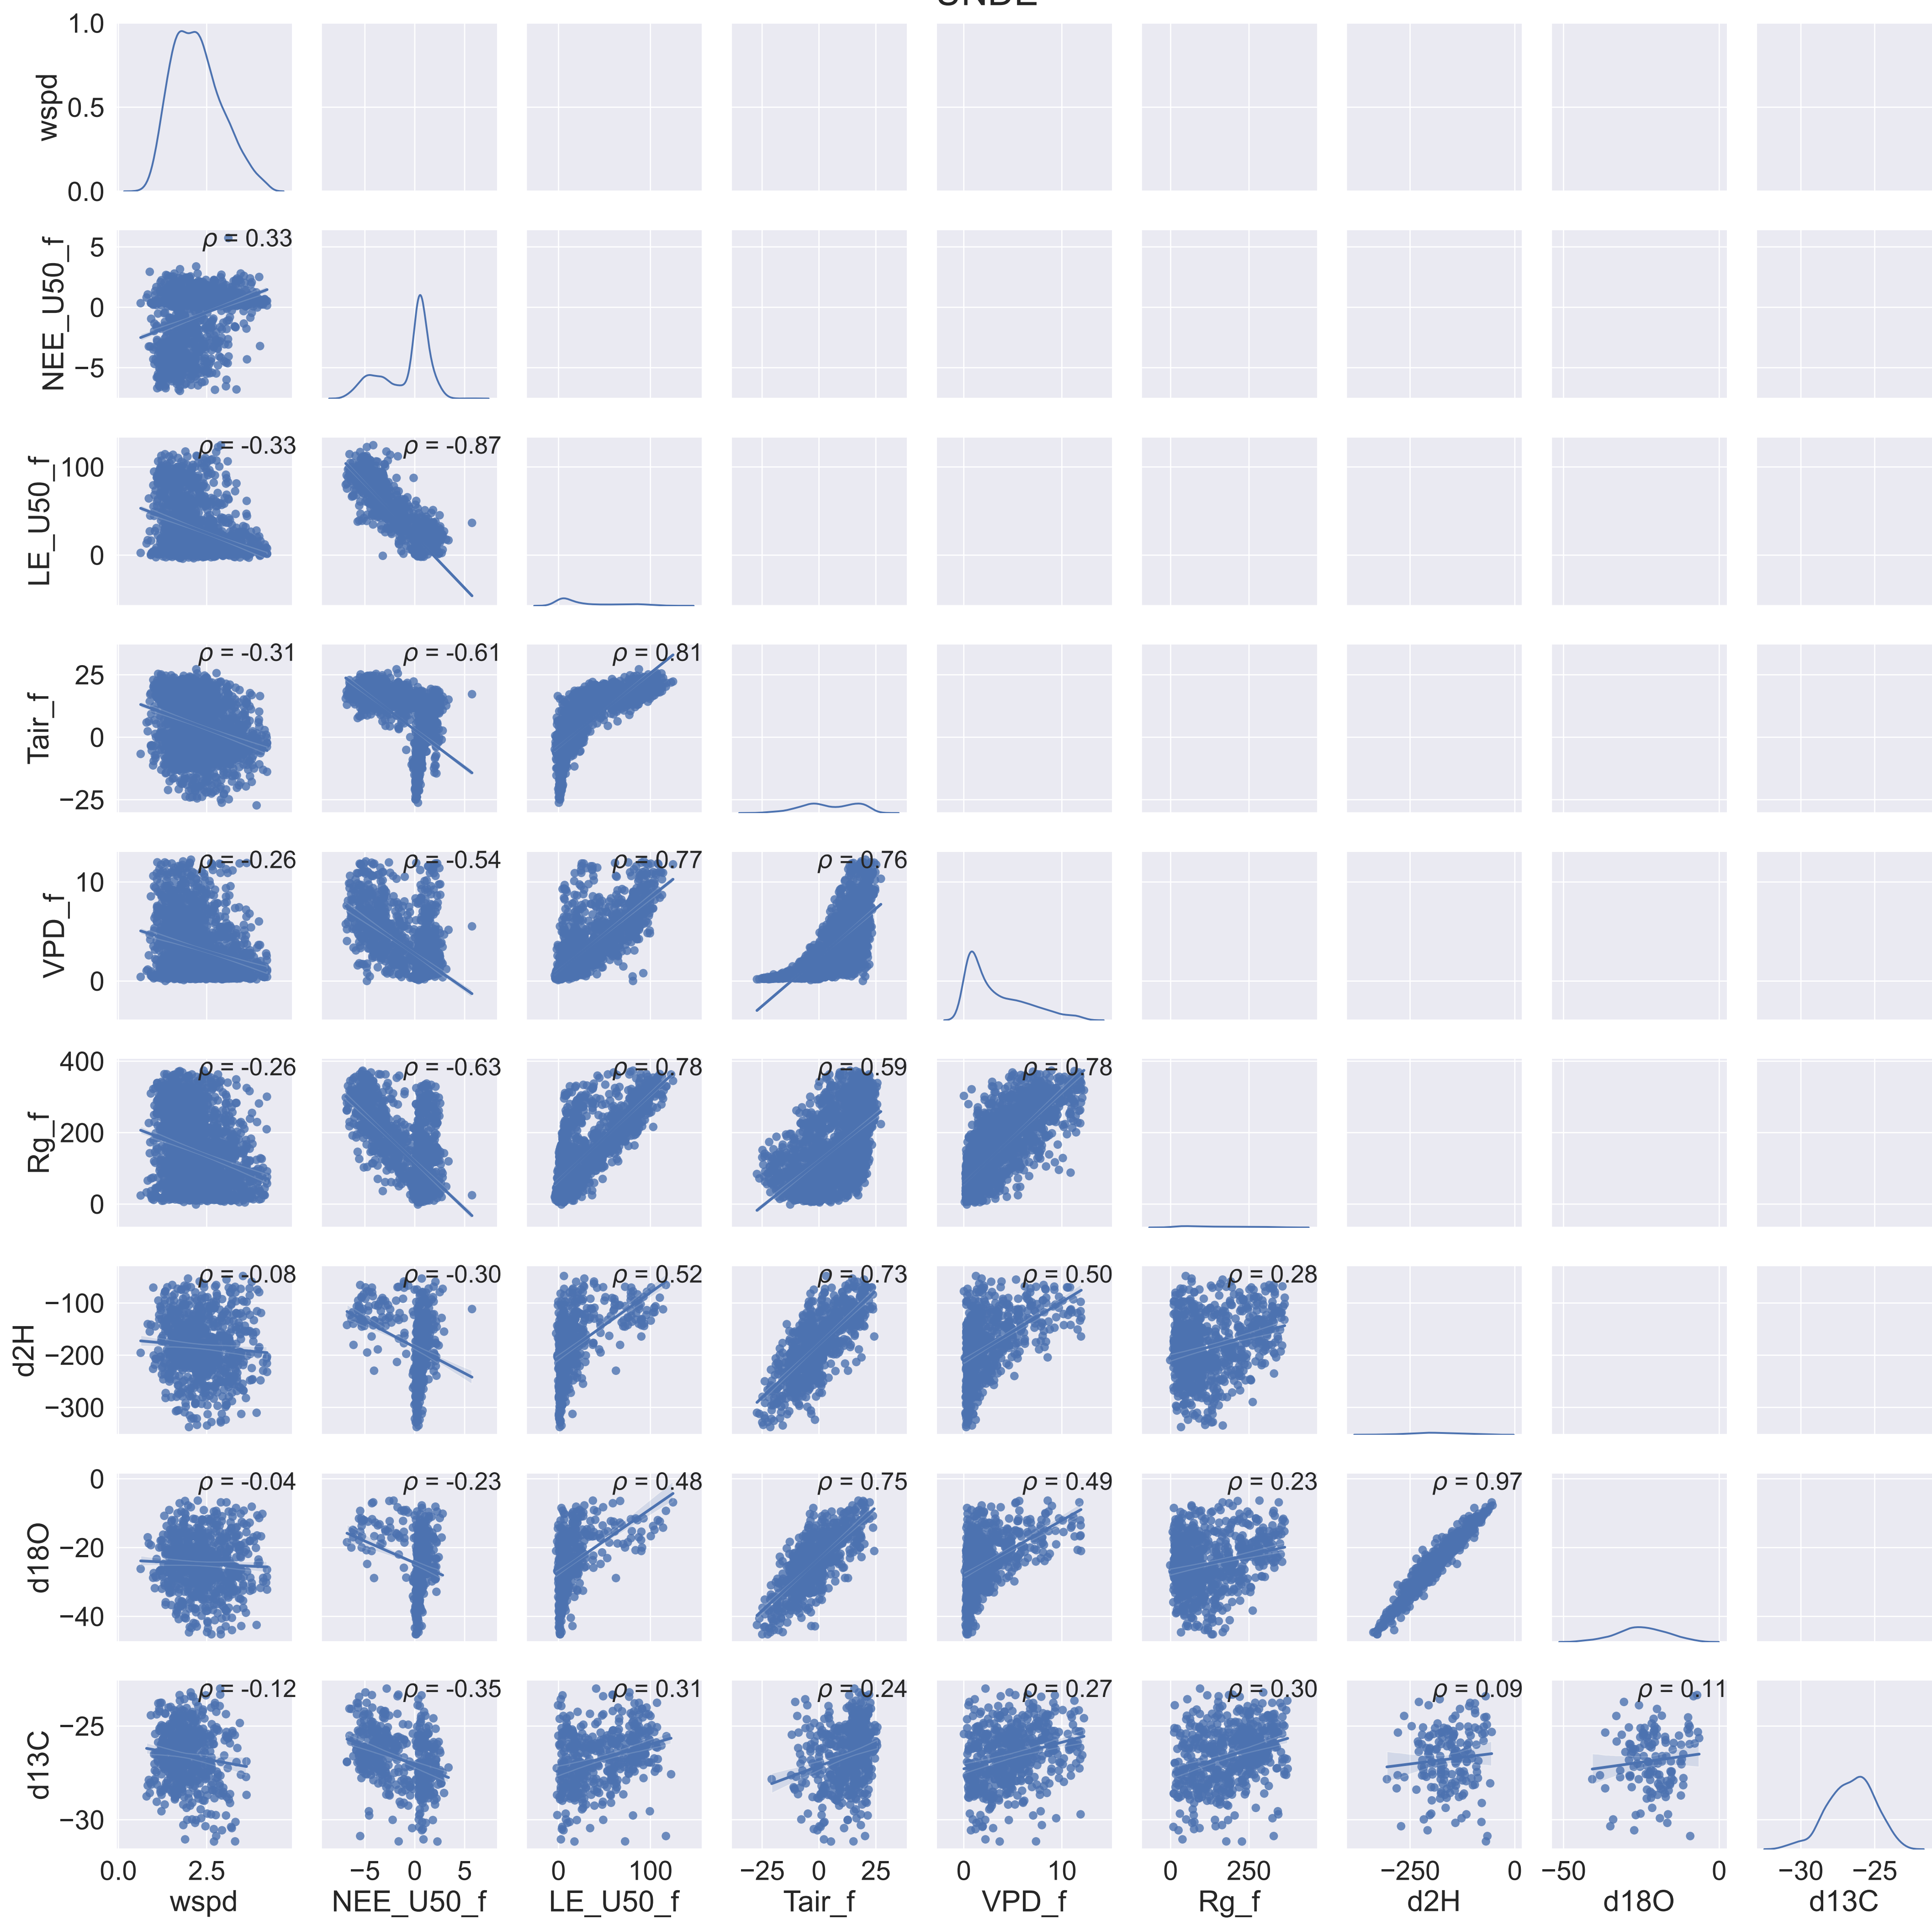 UNDE
1.0
0.5
0.0
wspd
ρ = 0.33
5
0
−5
NEE_U50_f
ρ = -0.33
ρ = -0.87
100
0
LE_U50_f
ρ = -0.31
ρ = -0.61
ρ = 0.81
25
0
−25
Tair_f
ρ = -0.26
ρ = -0.54
ρ = 0.77
ρ = 0.76
10
0
VPD_f
ρ = -0.26
ρ = -0.63
ρ = 0.78
ρ = 0.59
ρ = 0.78
400
200
0
Rg_f
ρ = -0.08
ρ = -0.30
ρ = 0.52
ρ = 0.73
ρ = 0.50
ρ = 0.28
−100
−200
−300
d2H
ρ = -0.04
ρ = -0.23
ρ = 0.48
ρ = 0.75
ρ = 0.49
ρ = 0.23
ρ = 0.97
0
−20
−40
d18O
ρ = -0.12
ρ = -0.35
ρ = 0.31
ρ = 0.24
ρ = 0.27
ρ = 0.30
ρ = 0.09
ρ = 0.11
−25
−30
d13C
0.0 2.5
−5 0 5
0 100
−25 0 25
0 10
0 250
−250 0
−50 0
−30 −25
wspd
NEE_U50_f
LE_U50_f
Tair_f
VPD_f
Rg_f
d2H
d18O
d13C